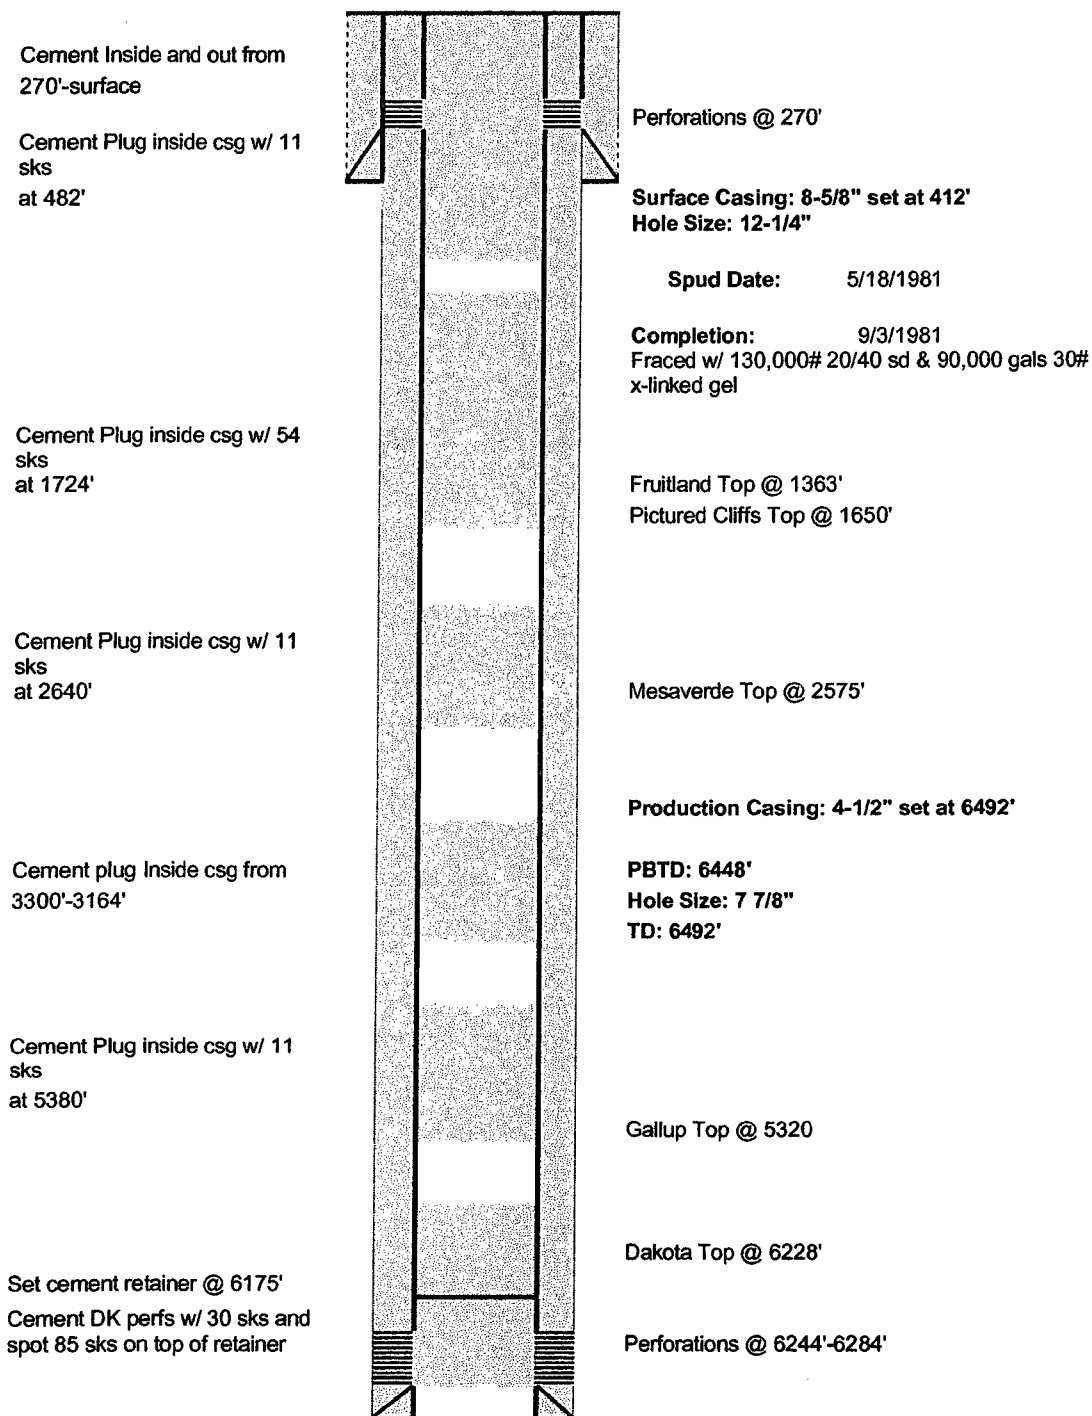 Cement Inside and out from
270'-surface
Cement Plug inside csg w/ 11
sks
at 482'
Cement Plug inside csg w/ 54
sks
at 1724'
Cement Plug inside csg w/ 11
sks
at 2640'
Cement plug Inside csg from
3300'-3164'
Cement Plug inside csg w/ 11
sks
at 5380'
Set cement retainer @ 6175'
Cement DK perfs w/ 30 sks and
spot 85 sks on top of retainer
Perforations @ 270'
Surface Casing: 8-5/8" set at 412'
Hole Size: 12-1/4"
Spud Date: 5/18/1981
Completion: 9/3/1981
Fraced w/ 130,000# 20/40 sd & 90,000 gals 30#
x-linked gel
Fruitland Top @ 1363'
Pictured Cliffs Top @ 1650'
Mesaverde Top @ 2575'
Production Casing: 4-1/2" set at 6492'
PBTD: 6448'
Hole Size: 7 7/8"
TD: 6492'
Gallup Top @ 5320
Dakota Top @ 6228'
Perforations @ 6244'-6284'